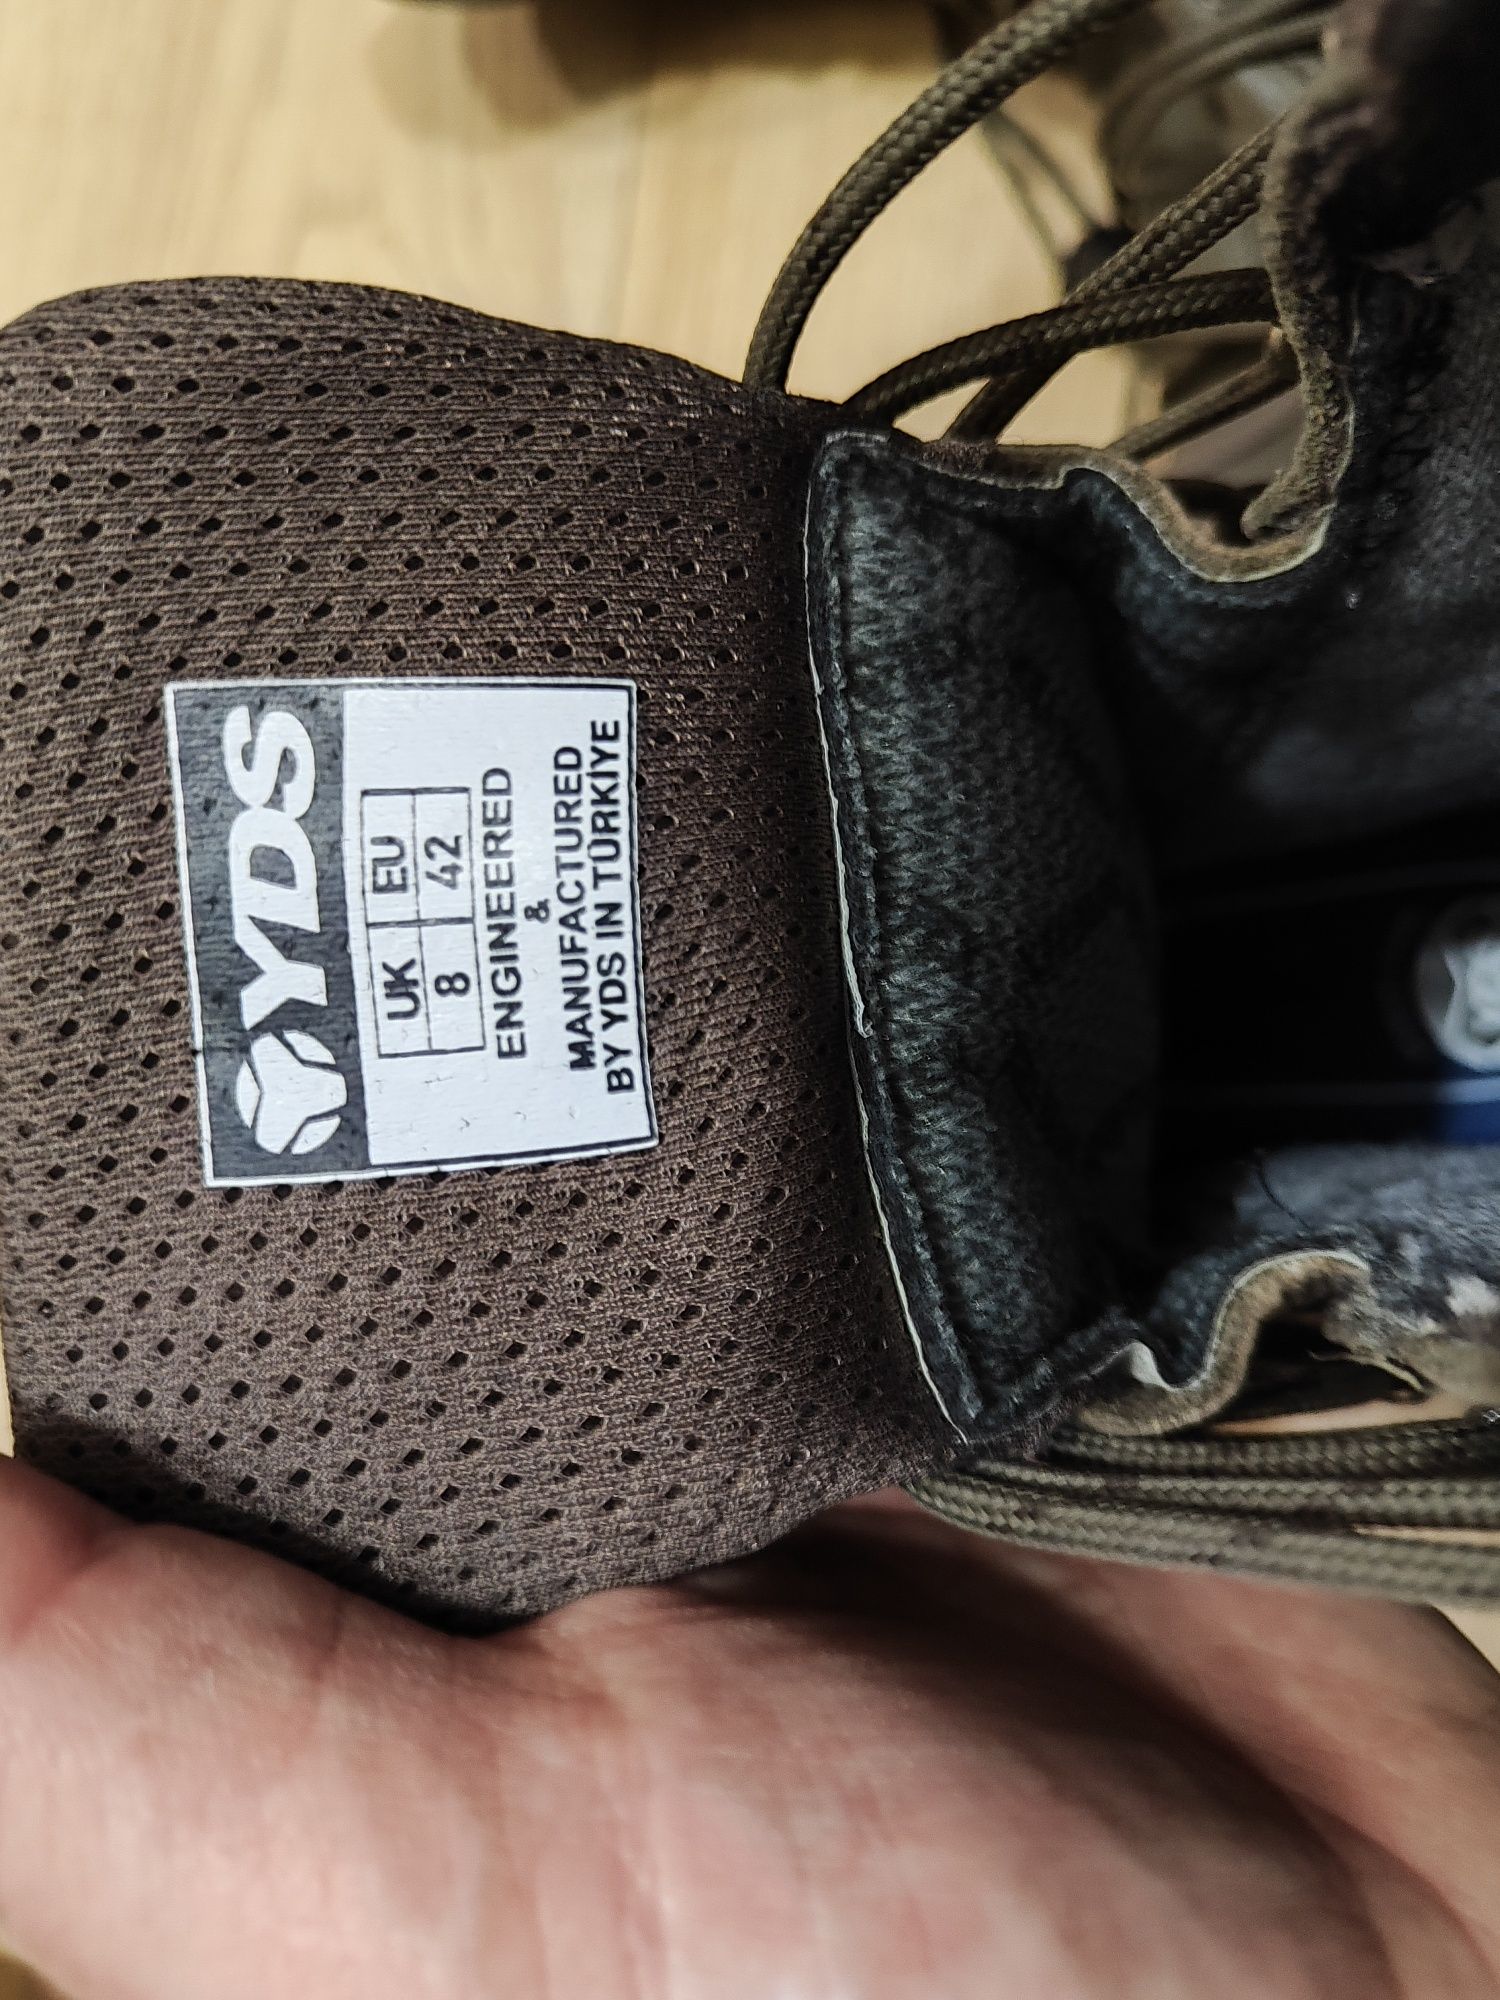 YDS
UK EU
8 42
ENGINEERED
&
MANUFACTURED
BY YDS IN TÜRKİYE